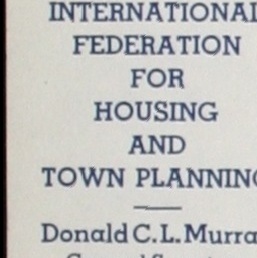 INTERNATIONAL
FEDERATION
FOR
HOUSING
AND
TOWN PLANNING
Donald C. L. Murra